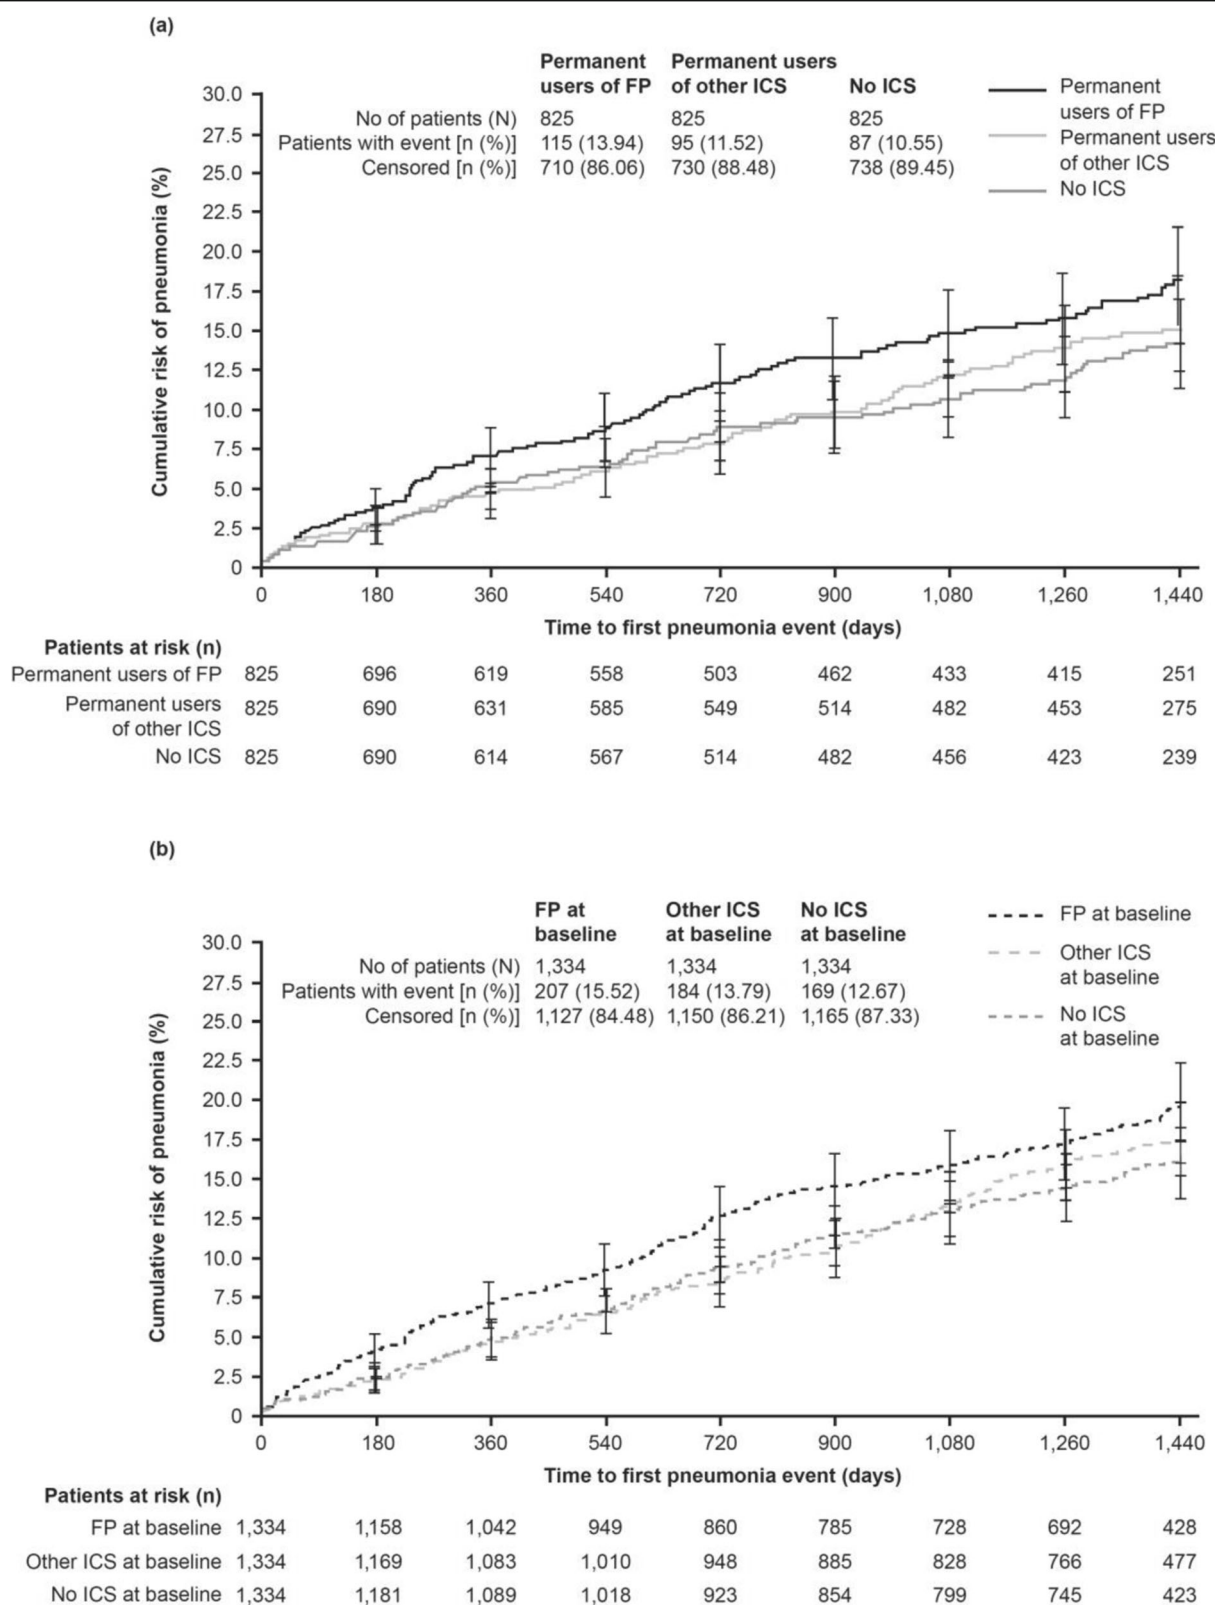 (a)
Permanent users of FP Permanent users of other ICS No ICS
No of patients (N) 825 825 825
Patients with event [n (%)] 115 (13.94) 95 (11.52) 87 (10.55)
Censored [n (%)] 710 (86.06) 730 (88.48) 738 (89.45)
Permanent
users of FP
Permanent users
of other ICS
No ICS
Cumulative risk of pneumonia (%)
30.0
27.5
25.0
22.5
20.0
17.5
15.0
12.5
10.0
7.5
5.0
2.5
0
0 180 360 540 720 900 1,080 1,260 1,440
Time to first pneumonia event (days)
Patients at risk (n)
Permanent users of FP 825 696 619 558 503 462 433 415 251
Permanent users
of other ICS 825 690 631 585 549 514 482 453 275
No ICS 825 690 614 567 514 482 456 423 239
(b)
FP at baseline Other ICS at baseline No ICS at baseline
No of patients (N) 1,334 1,334 1,334
Patients with event [n (%)] 207 (15.52) 184 (13.79) 169 (12.67)
Censored [n (%)] 1,127 (84.48) 1,150 (86.21) 1,165 (87.33)
FP at baseline
Other ICS
at baseline
No ICS
at baseline
Cumulative risk of pneumonia (%)
30.0
27.5
25.0
22.5
20.0
17.5
15.0
12.5
10.0
7.5
5.0
2.5
0
0 180 360 540 720 900 1,080 1,260 1,440
Time to first pneumonia event (days)
Patients at risk (n)
FP at baseline 1,334 1,158 1,042 949 860 785 728 692 428
Other ICS at baseline 1,334 1,169 1,083 1,010 948 885 828 766 477
No ICS at baseline 1,334 1,181 1,089 1,018 923 854 799 745 423